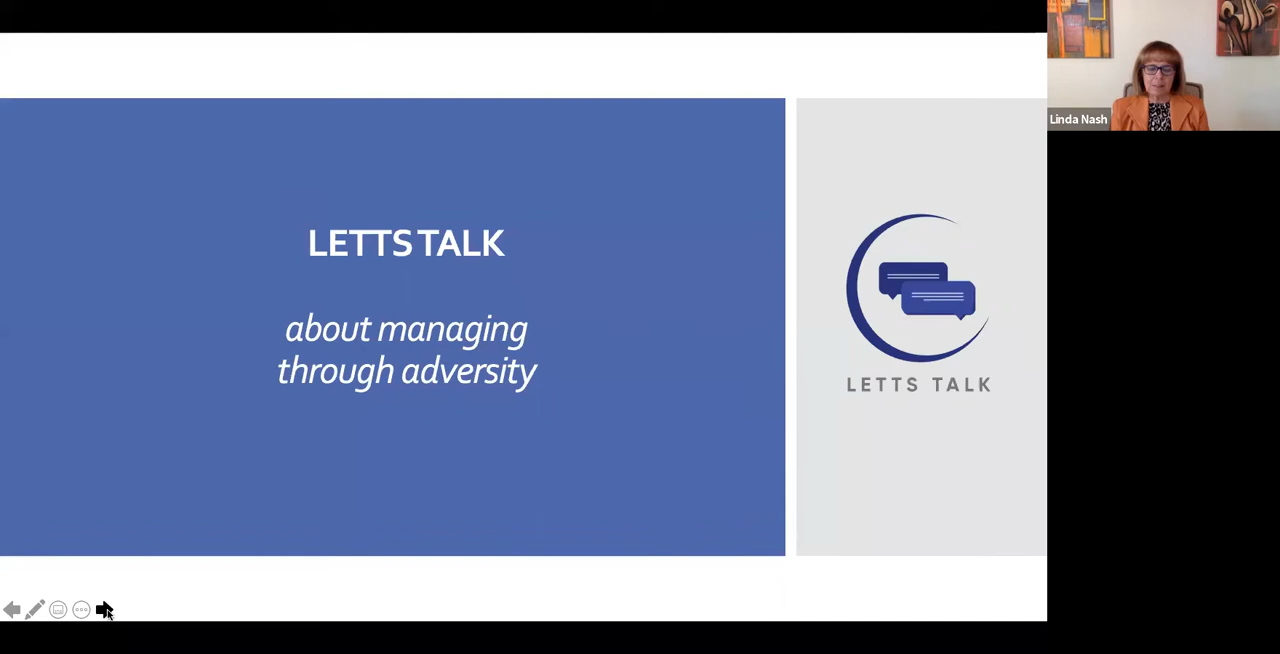 LETTS TALK
about managing
through adversity
LETTS TALK
Linda Nash